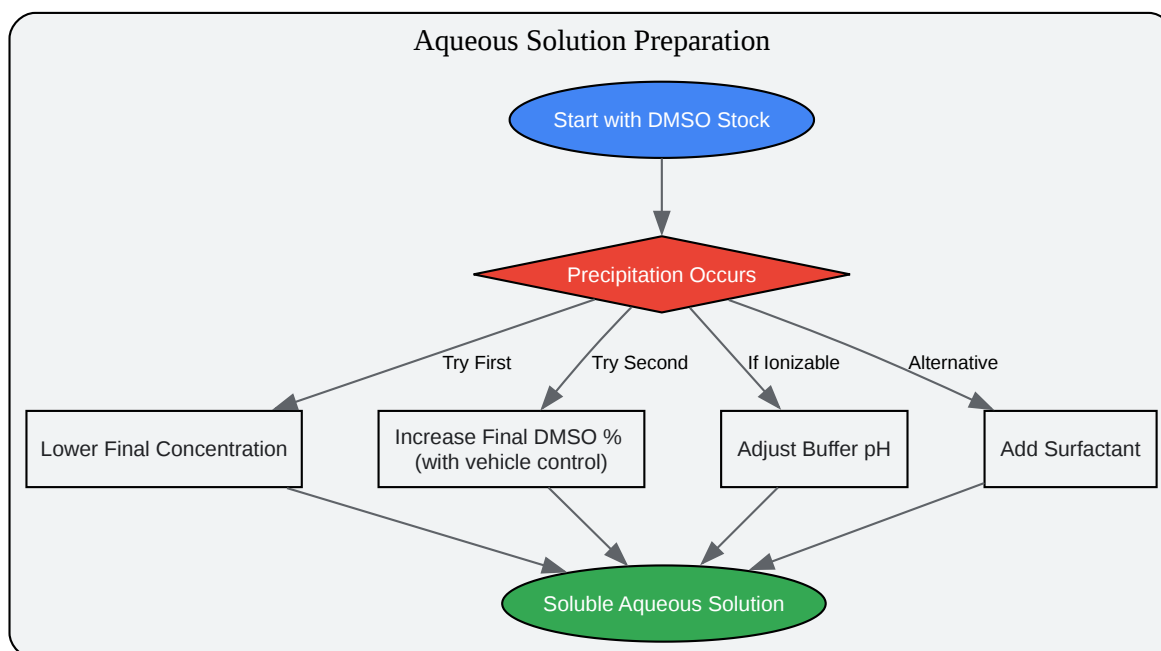 Aqueous Solution Preparation
Start with DMSO Stock
Precipitation Occurs
Try First
Try Second
If Ionizable
Alternative
Lower Final Concentration
Increase Final DMSO %
(with vehicle control)
Adjust Buffer pH
Add Surfactant
Soluble Aqueous Solution